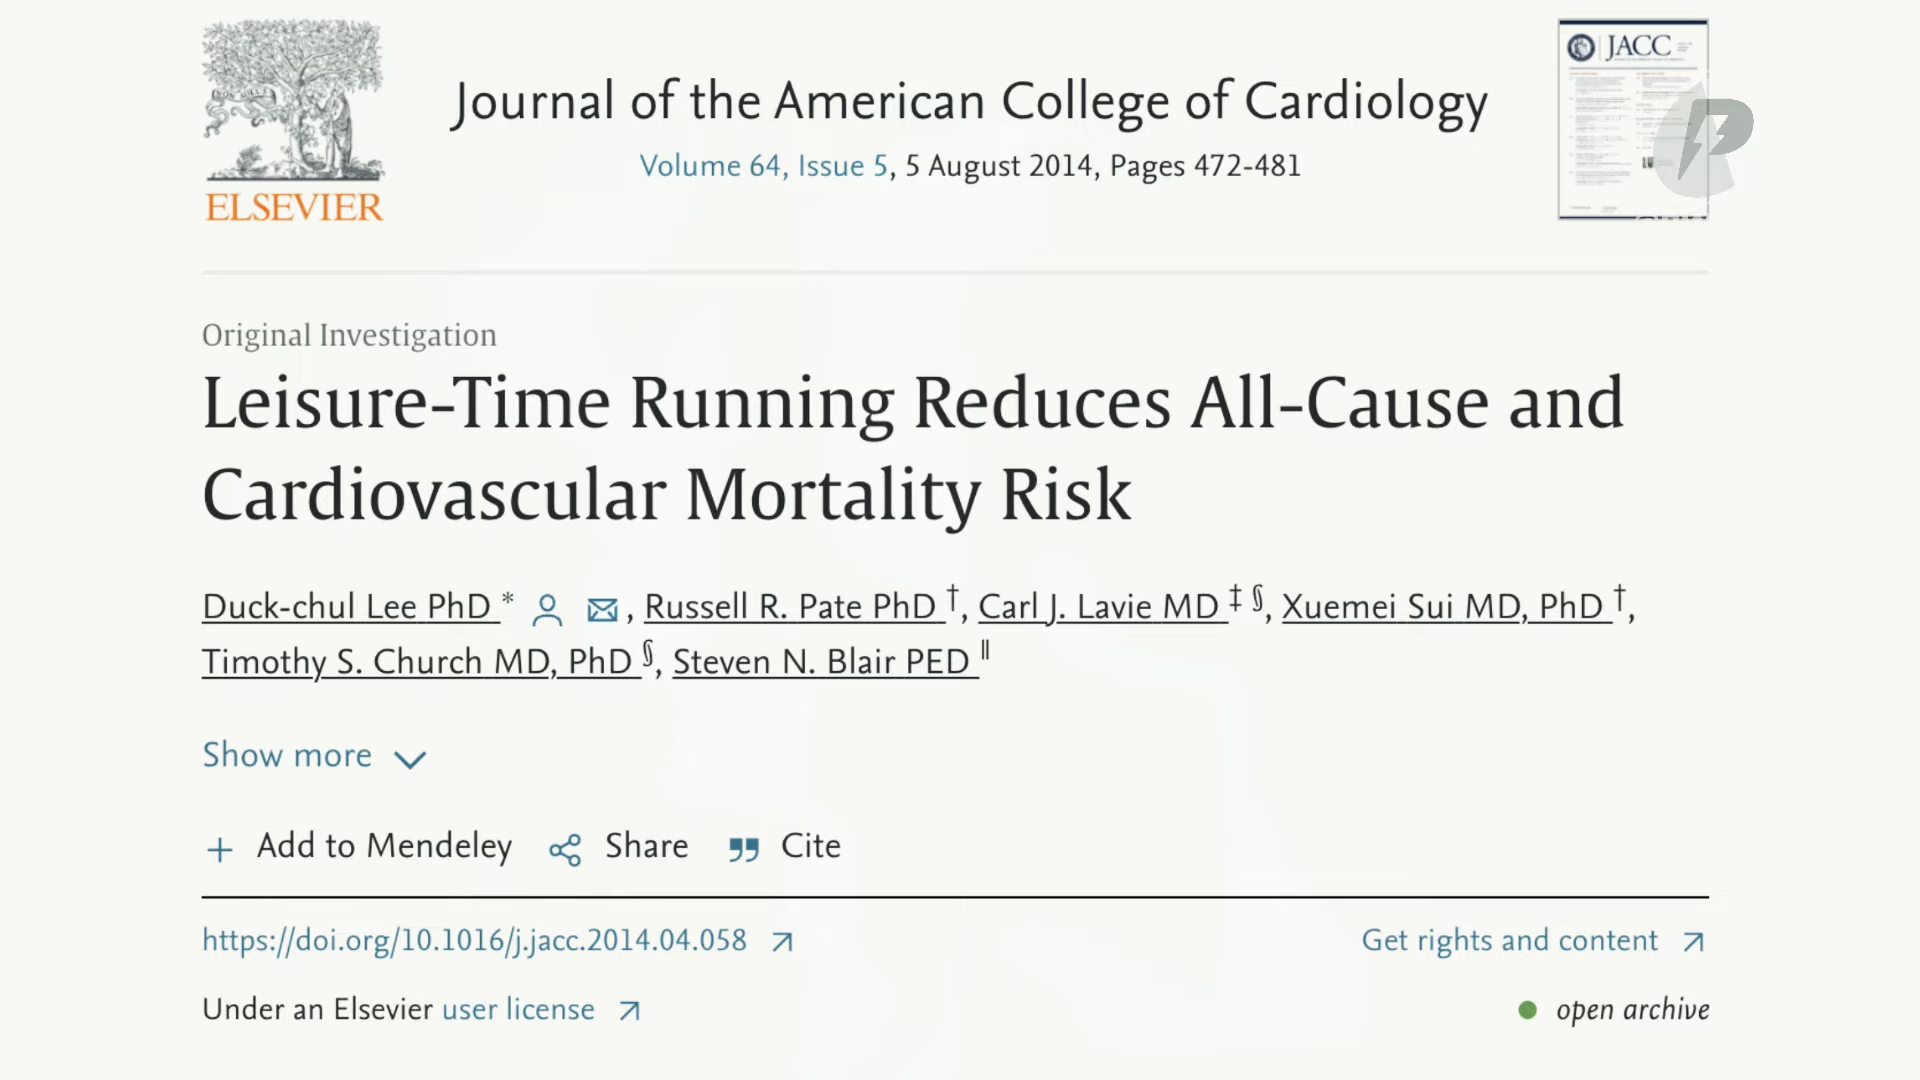 Journal of the American College of Cardiology
Volume 64, Issue 5, 5 August 2014, Pages 472-481
ELSEVIER
JACC
Original Investigation
Leisure-Time Running Reduces All-Cause and
Cardiovascular Mortality Risk
Duck-chul Lee PhD *, Russell R. Pate PhD †, Carl J. Lavie MD ‡ §, Xuemei Sui MD, PhD †,
Timothy S. Church MD, PhD §, Steven N. Blair PED ‖
Show more
Add to Mendeley Share Cite
https://doi.org/10.1016/j.jacc.2014.04.058
Get rights and content
Under an Elsevier user license
open archive